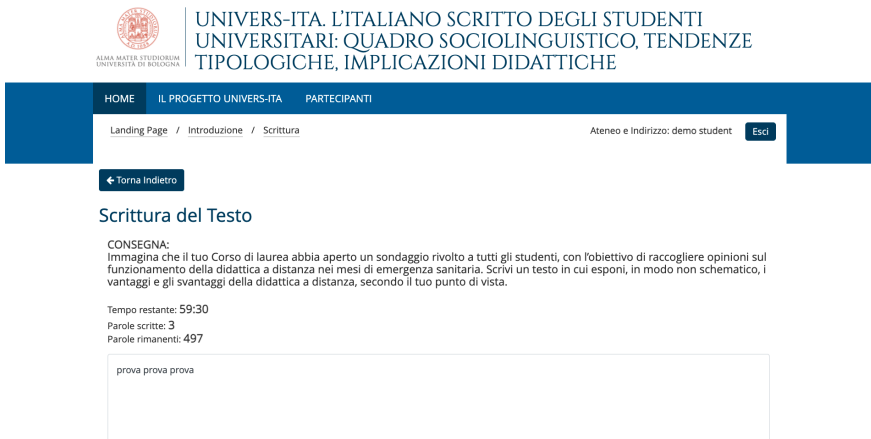 UNIVERS-ITA. L'ITALIANO SCRITTO DEGLI STUDENTI
UNIVERSITARI: QUADRO SOCIOLINGUISTICO, TENDENZE
TIPOLOGICHE, IMPLICAZIONI DIDATTICHE
ALMA MATER STUDIORUM
UNIVERSITÀ DI BOLOGNA
HOME IL PROGETTO UNIVERS-ITA PARTECIPANTI
Landing Page / Introduzione / Scrittura Ateneo e Indirizzo: demo student Esci
← Torna Indietro
Scrittura del Testo
CONSEGNA:
Immagina che il tuo Corso di laurea abbia aperto un sondaggio rivolto a tutti gli studenti, con l'obiettivo di raccogliere opinioni sul
funzionamento della didattica a distanza nei mesi di emergenza sanitaria. Scrivi un testo in cui esponi, in modo non schematico, i
vantaggi e gli svantaggi della didattica a distanza, secondo il tuo punto di vista.
Tempo restante: 59:30
Parole scritte: 3
Parole rimanenti: 497
prova prova prova